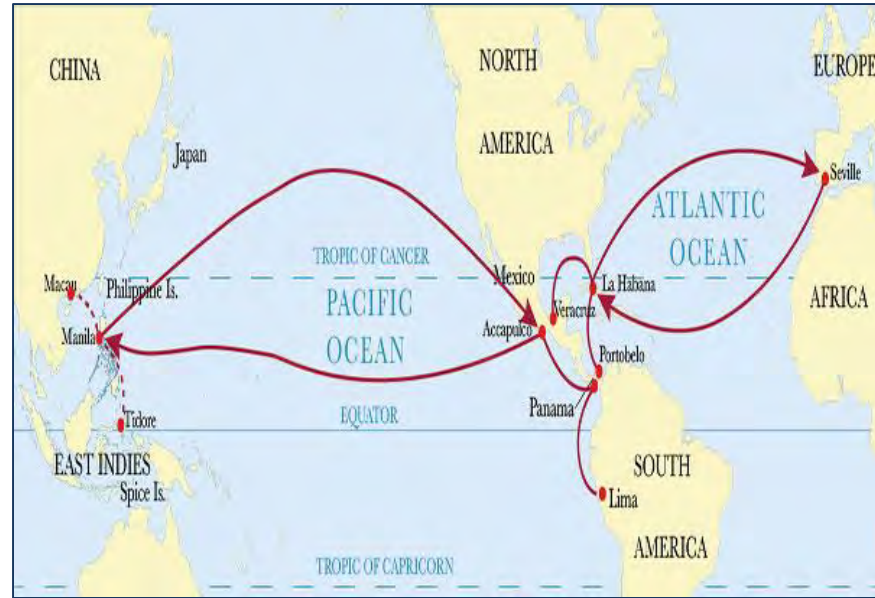 CHINA
NORTH
AMERICA
EUROPE
Japan
Seville
ATLANTIC
OCEAN
TROPIC OF CANCER
Mexico
Macau
Philippine Is.
La Habana
AFRICA
PACIFIC
OCEAN
Veracruz
Manila
Accapulco
Portobelo
Panama
EQUATOR
Tidore
EAST INDIES
Spice Is.
SOUTH
AMERICA
Lima
TROPIC OF CAPRICORN